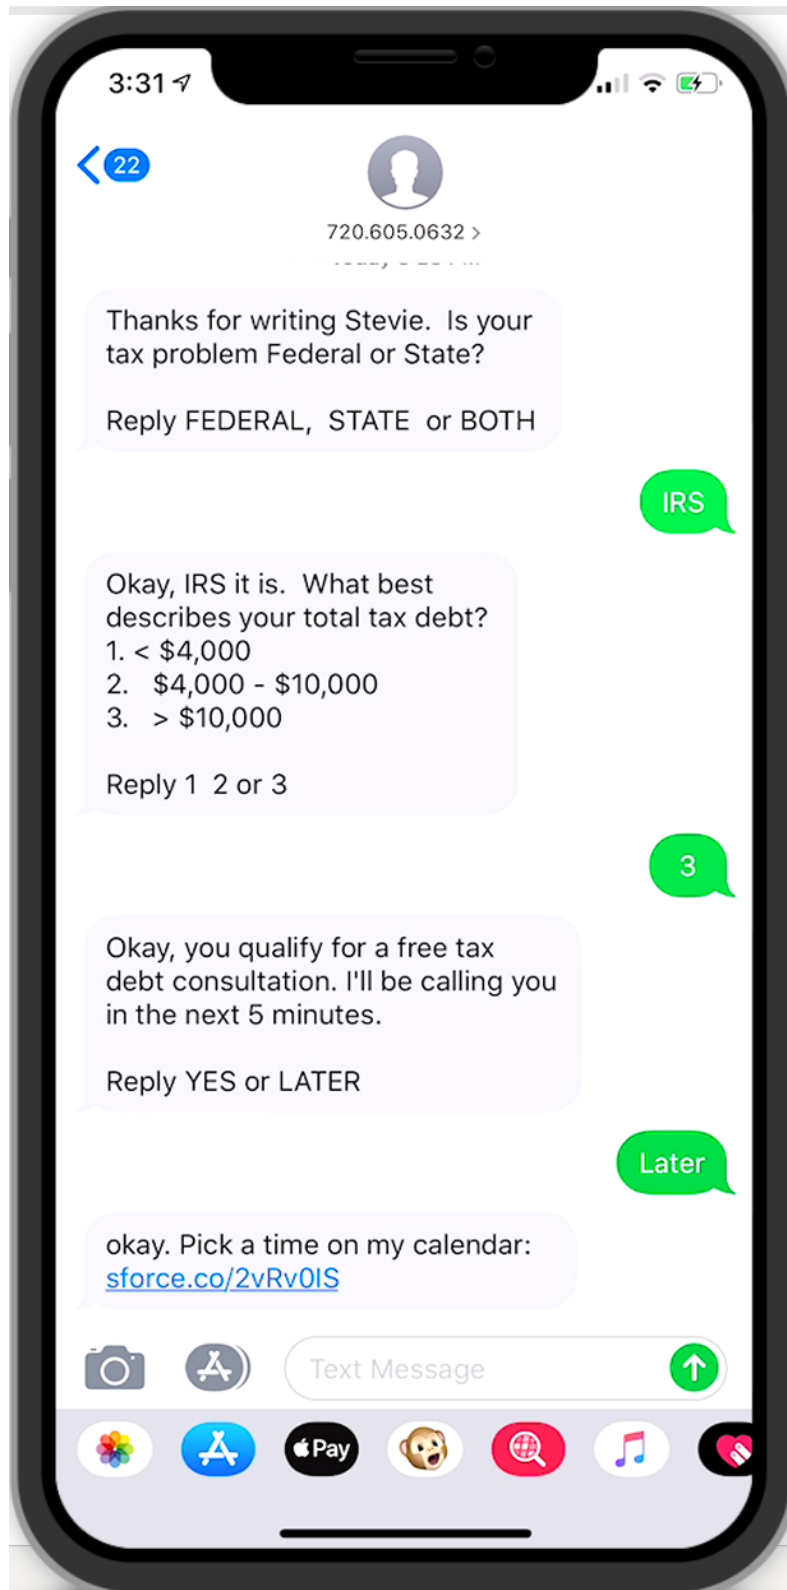 3:31
22
720.605.0632 >
Thanks for writing Stevie.  Is your
tax problem Federal or State?
Reply FEDERAL,  STATE  or BOTH
IRS
Okay, IRS it is.  What best
describes your total tax debt?
1. < $4,000
2.   $4,000 - $10,000
3.   > $10,000
Reply 1  2 or 3
3
Okay, you qualify for a free tax
debt consultation. I'll be calling you
in the next 5 minutes.
Reply YES or LATER
Later
okay. Pick a time on my calendar:
sforce.co/2vRv0IS
Text Message
Pay